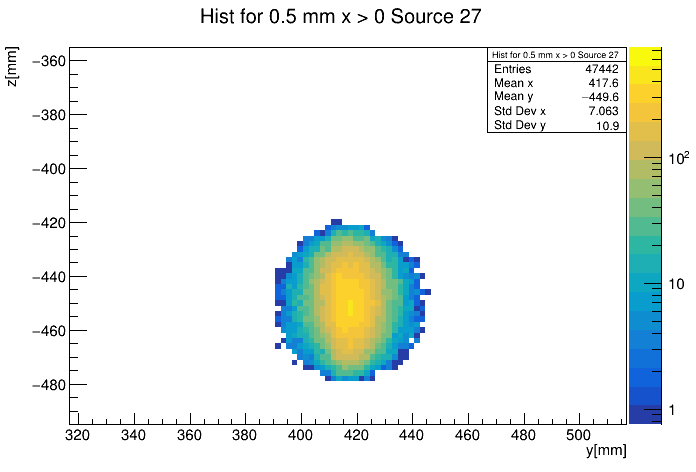 Hist for 0.5 mm x > 0 Source 27
z[mm]
Hist for 0.5 mm x > 0 Source 27
Entries 47442
Mean x 417.6
Mean y −449.6
Std Dev x 7.063
Std Dev y 10.9
−360
−380
−400
−420
−440
−460
−480
10²
10
1
320 340 360 380 400 420 440 460 480 500
y[mm]